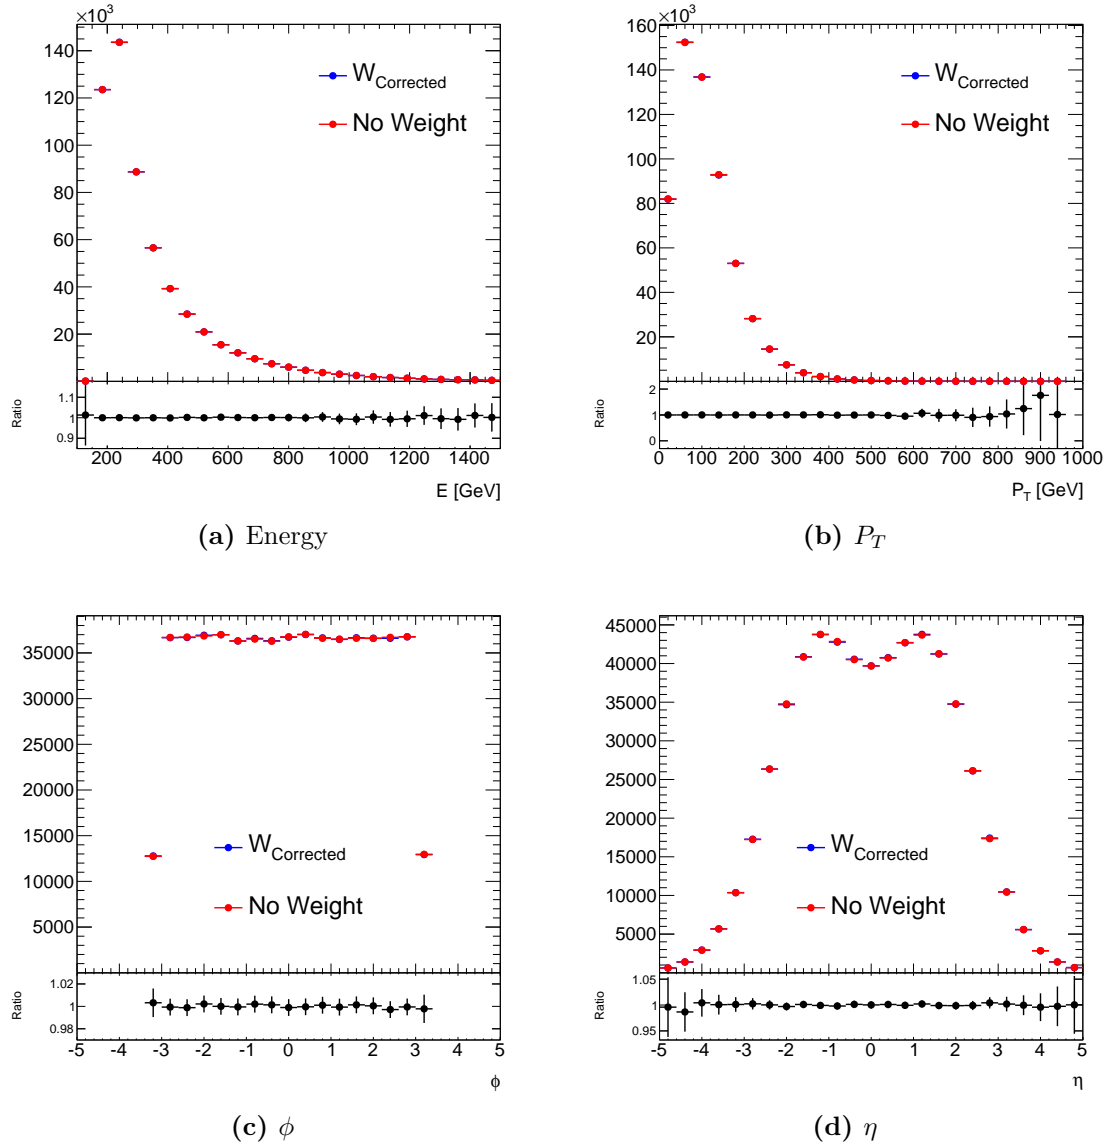 ×10³
140
120
100
80
60
40
20
W_Corrected
No Weight
Ratio
1.1
1
0.9
200 400 600 800 1000 1200 1400
E [GeV]
(a) Energy
×10³
160
140
120
100
80
60
40
20
W_Corrected
No Weight
Ratio
2
1
0
0 100 200 300 400 500 600 700 800 900 1000
P_T [GeV]
(b) P_T
35000
30000
25000
20000
15000
10000
5000
W_Corrected
No Weight
Ratio
1.02
1
0.98
-5 -4 -3 -2 -1 0 1 2 3 4 5
ϕ
(c) ϕ
45000
40000
35000
30000
25000
20000
15000
10000
5000
W_Corrected
No Weight
Ratio
1.05
1
0.95
-5 -4 -3 -2 -1 0 1 2 3 4 5
η
(d) η